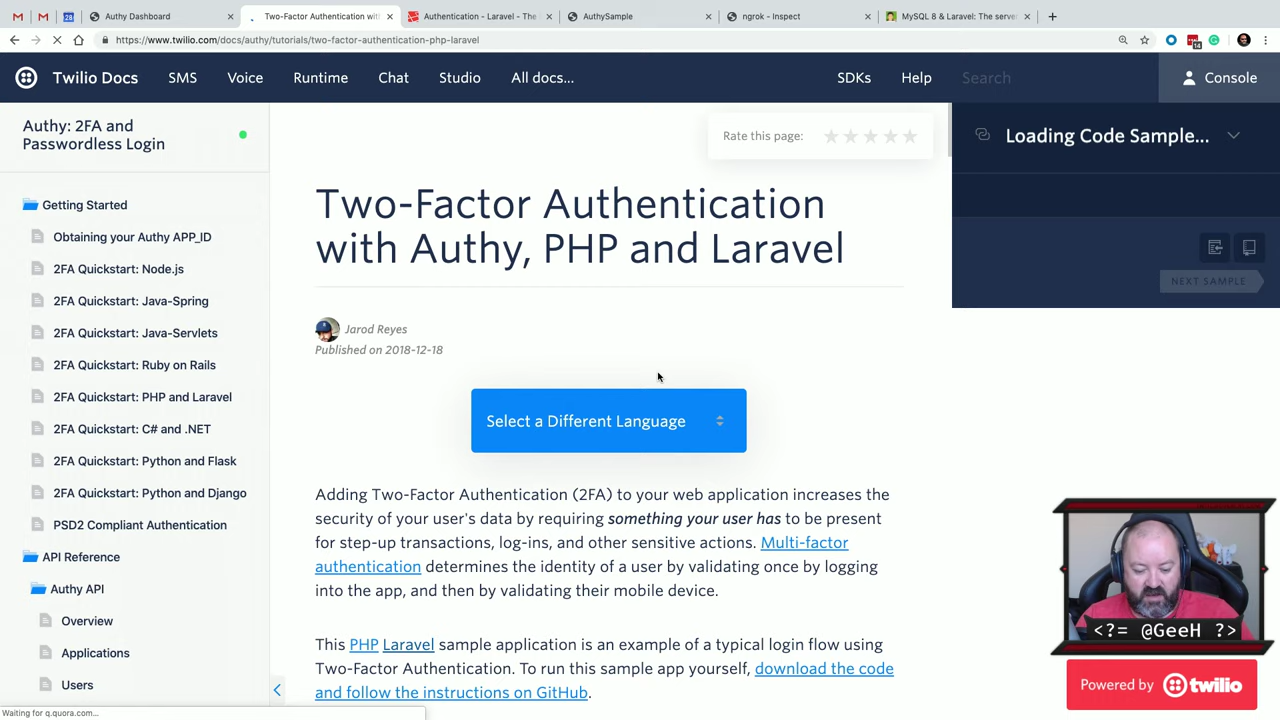 Authy Dashboard
Two-Factor Authentication with
Authentication - Laravel - The
AuthySample
ngrok - Inspect
MySQL 8 & Laravel: The server
28
14
https://www.twilio.com/docs/authy/tutorials/two-factor-authentication-php-laravel
Twilio Docs
SMS
Voice
Runtime
Chat
Studio
All docs...
SDKs
Help
Search
Console
Authy: 2FA and
Passwordless Login
Getting Started
Obtaining your Authy APP_ID
2FA Quickstart: Node.js
2FA Quickstart: Java-Spring
2FA Quickstart: Java-Servlets
2FA Quickstart: Ruby on Rails
2FA Quickstart: PHP and Laravel
2FA Quickstart: C# and .NET
2FA Quickstart: Python and Flask
2FA Quickstart: Python and Django
PSD2 Compliant Authentication
API Reference
Authy API
Overview
Applications
Users
Rate this page:
Two-Factor Authentication
with Authy, PHP and Laravel
Jarod Reyes
Published on 2018-12-18
Select a Different Language
Adding Two-Factor Authentication (2FA) to your web application increases the
security of your user's data by requiring something your user has to be present
for step-up transactions, log-ins, and other sensitive actions. Multi-factor
authentication determines the identity of a user by validating once by logging
into the app, and then by validating their mobile device.
This PHP Laravel sample application is an example of a typical login flow using
Two-Factor Authentication. To run this sample app yourself, download the code
and follow the instructions on GitHub.
Loading Code Sample...
NEXT SAMPLE
<?= @GeeH ?>
Powered by twilio
Waiting for q.quora.com...